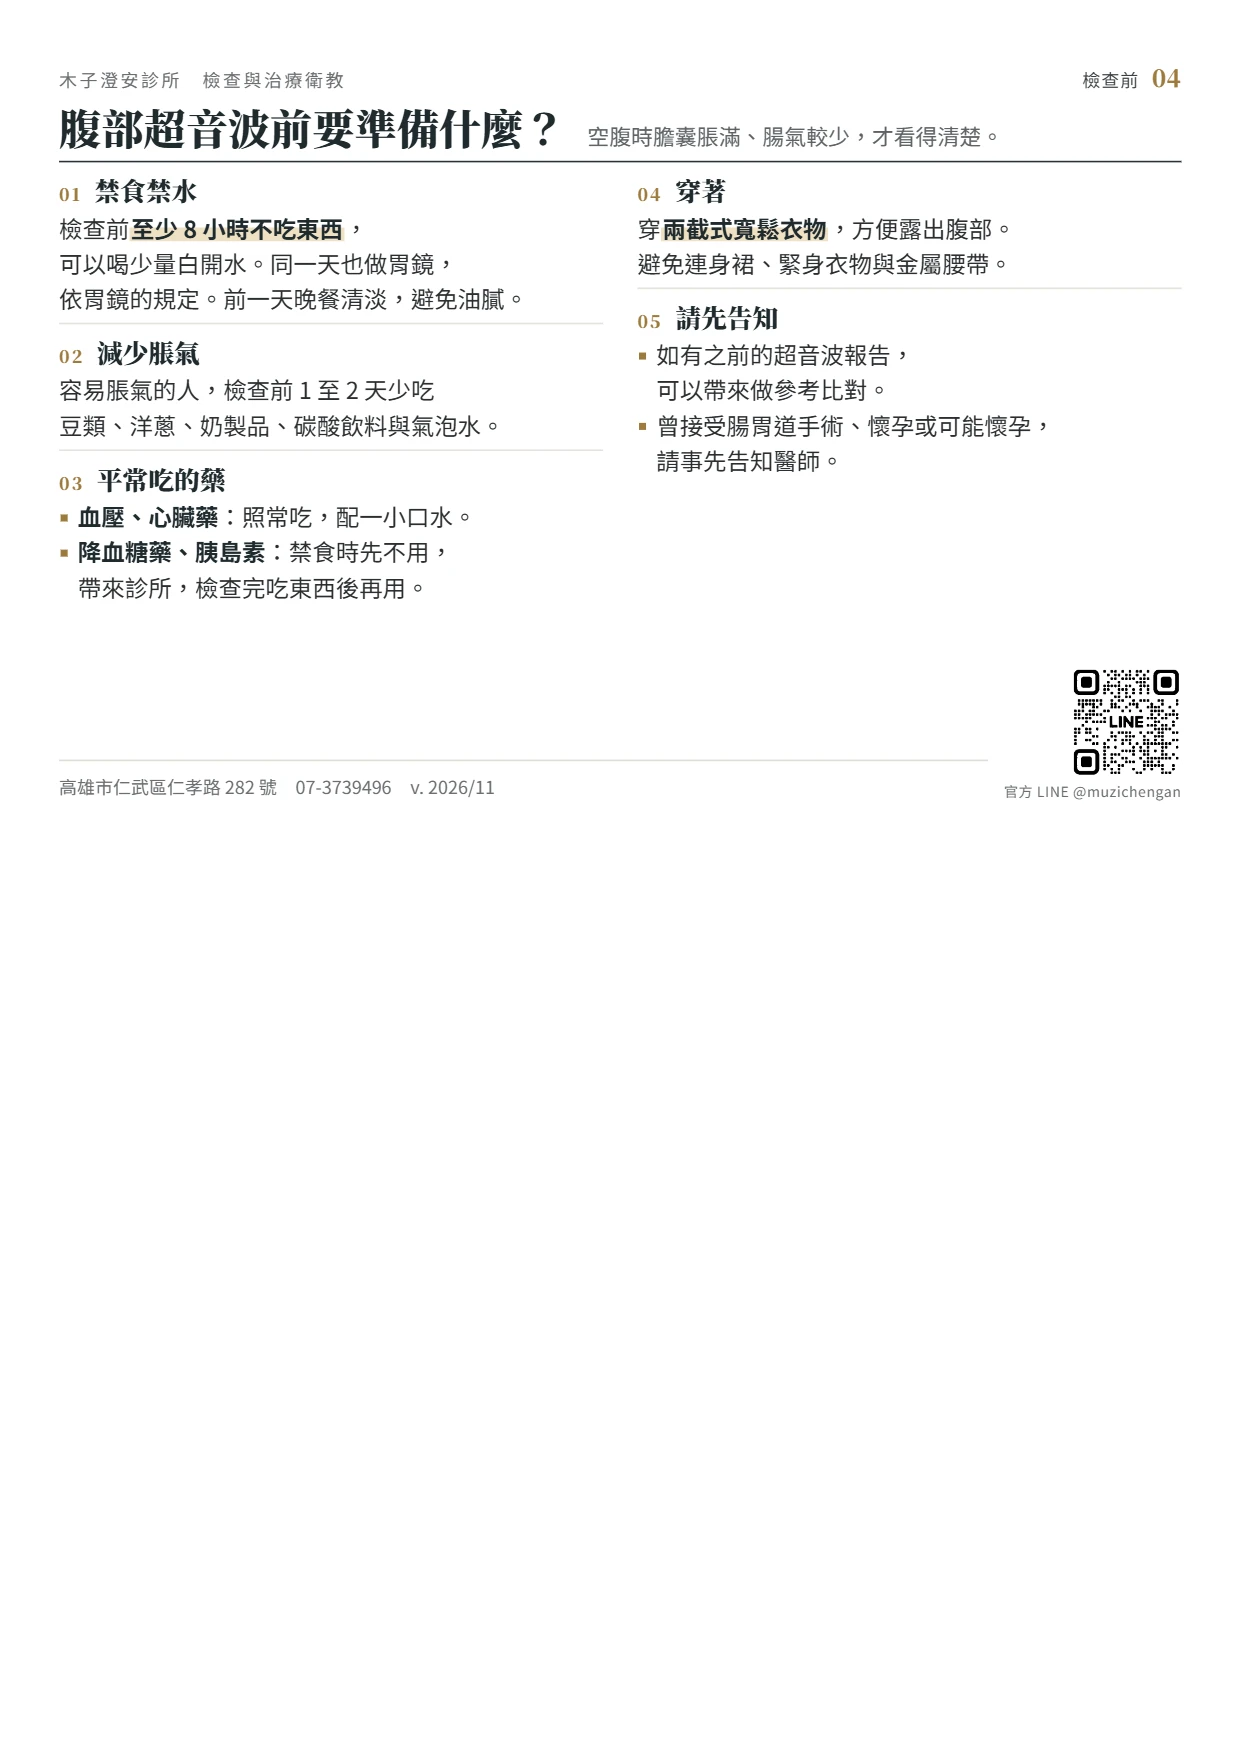 木子澄安診所　檢查與治療衛教
檢查前 04
腹部超音波前要準備什麼？ 空腹時膽囊脹滿、腸氣較少，才看得清楚。
01 禁食禁水
檢查前至少 8 小時不吃東西，
可以喝少量白開水。同一天也做胃鏡，
依胃鏡的規定。前一天晚餐清淡，避免油膩。
02 減少脹氣
容易脹氣的人，檢查前 1 至 2 天少吃
豆類、洋蔥、奶製品、碳酸飲料與氣泡水。
03 平常吃的藥
▪ 血壓、心臟藥：照常吃，配一小口水。
▪ 降血糖藥、胰島素：禁食時先不用，
帶來診所，檢查完吃東西後再用。
04 穿著
穿兩截式寬鬆衣物，方便露出腹部。
避免連身裙、緊身衣物與金屬腰帶。
05 請先告知
▪ 如有之前的超音波報告，
可以帶來做參考比對。
▪ 曾接受腸胃道手術、懷孕或可能懷孕，
請事先告知醫師。
LINE
高雄市仁武區仁孝路 282 號　07-3739496　v. 2026/11
官方 LINE @muzichengan